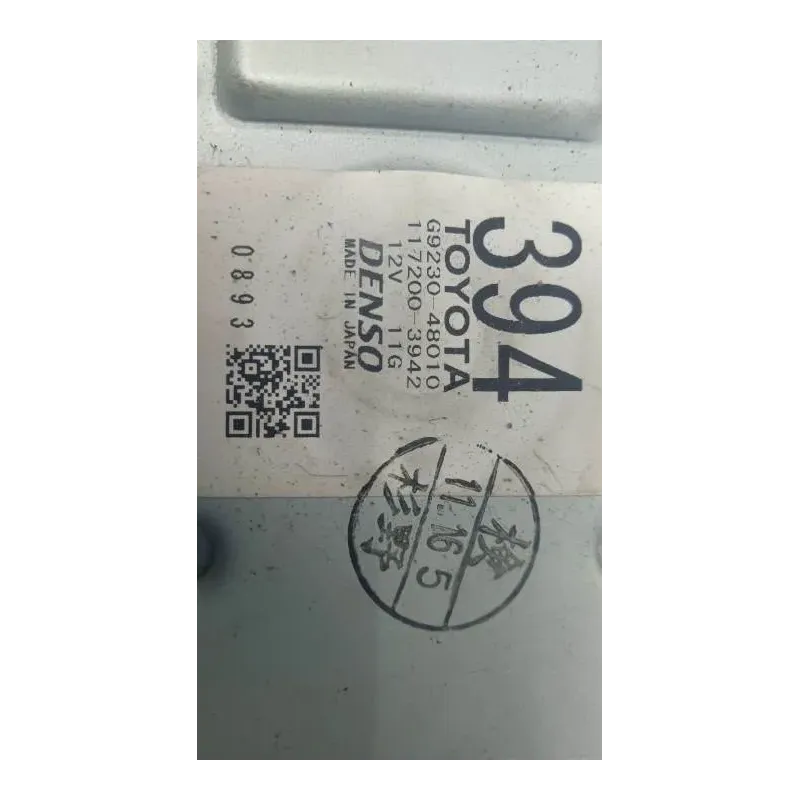 394
TOYOTA
G9230-48010
117200-3942
12V 11G
DENSO
MADE IN JAPAN
0893
検
11.16 5
杉野